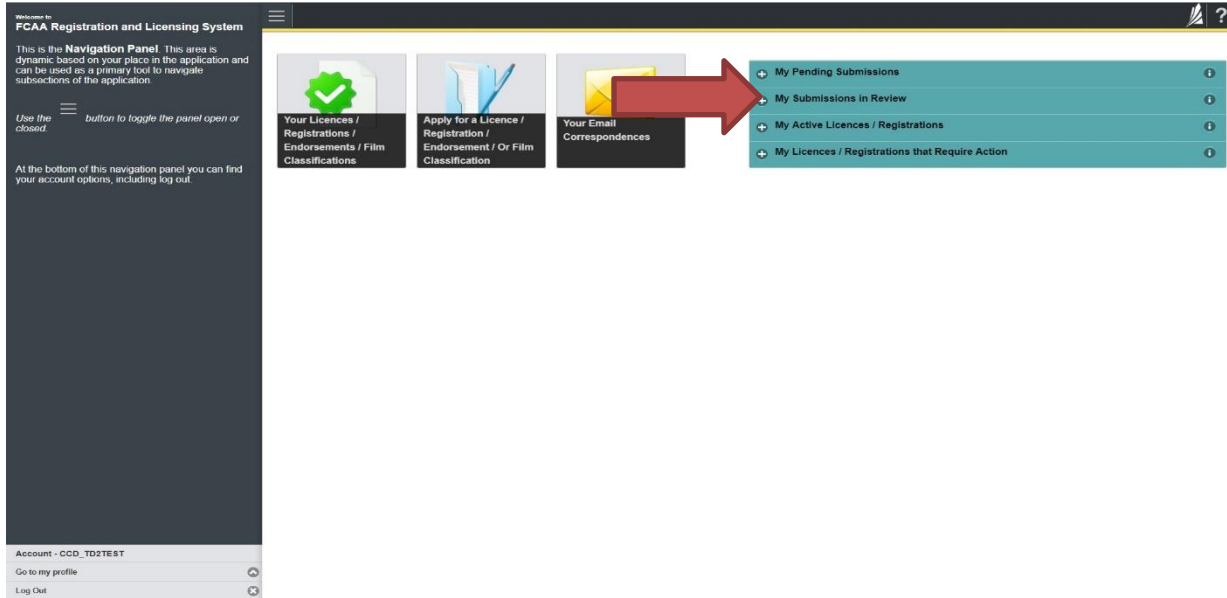 Welcome to
FCAA Registration and Licensing System
This is the Navigation Panel. This area is
dynamic based on your place in the application and
can be used as a primary tool to navigate
subsections of the application.
Use the button to toggle the panel open or
closed.
At the bottom of this navigation panel you can find
your account options, including log out.
Account - CCD_TD2TEST
Go to my profile
Log Out
?
Your Licences /
Registrations /
Endorsements / Film
Classifications
Apply for a Licence /
Registration /
Endorsement / Or Film
Classification
Your Email
Correspondences
My Pending Submissions
My Submissions in Review
My Active Licences / Registrations
My Licences / Registrations that Require Action